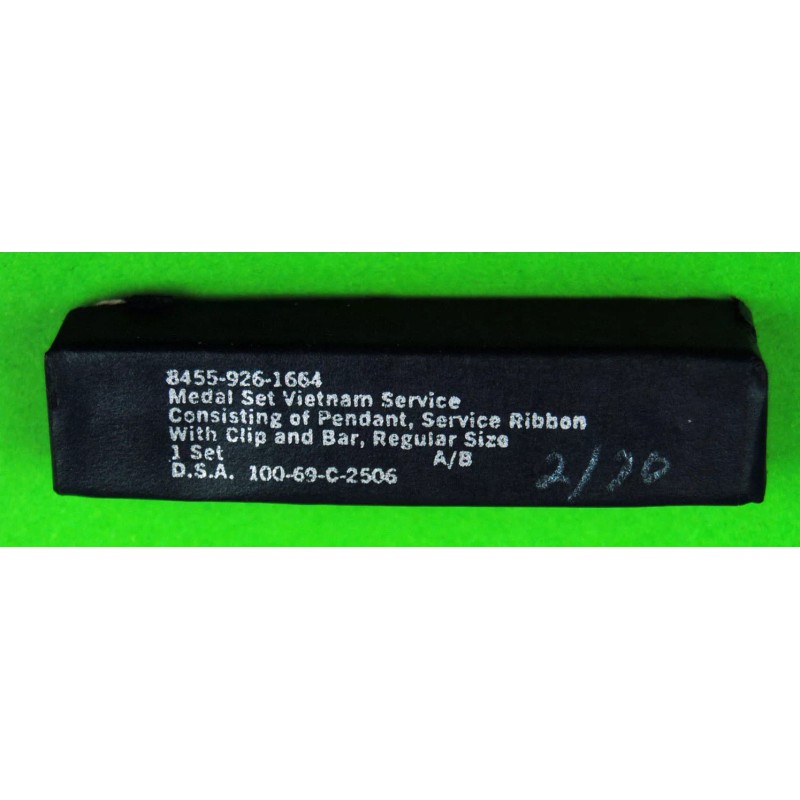 8455-926-1664
Medal Set Vietnam Service
Consisting of Pendant, Service Ribbon
With Clip and Bar, Regular Size
1 Set A/B
D.S.A. 100-69-C-2506
2/70